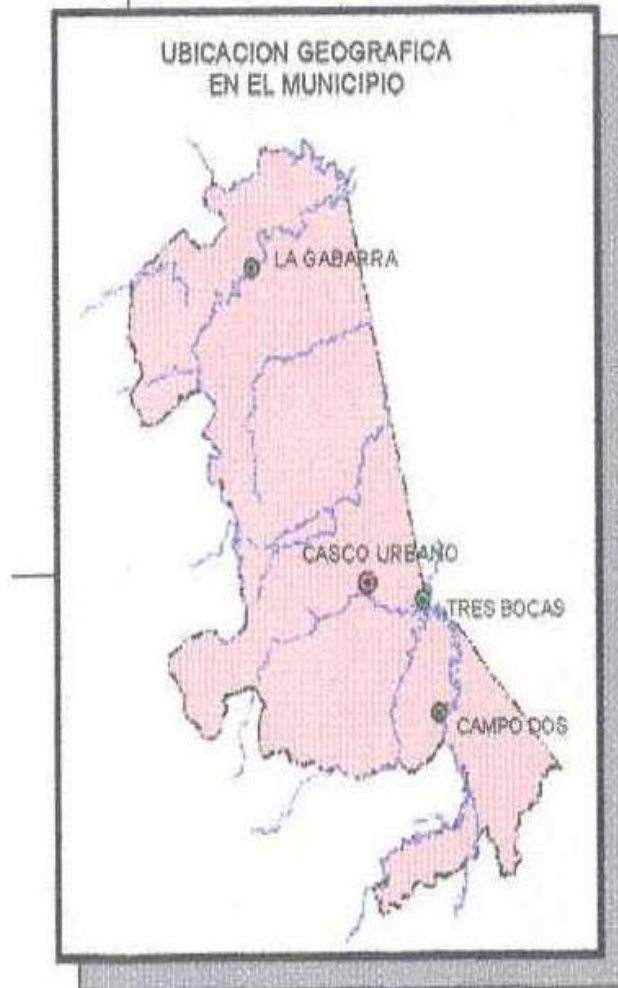 UBICACION GEOGRAFICA
EN EL MUNICIPIO
LA GABARRA
CASCO URBANO
TRES BOCAS
CAMPO DOS